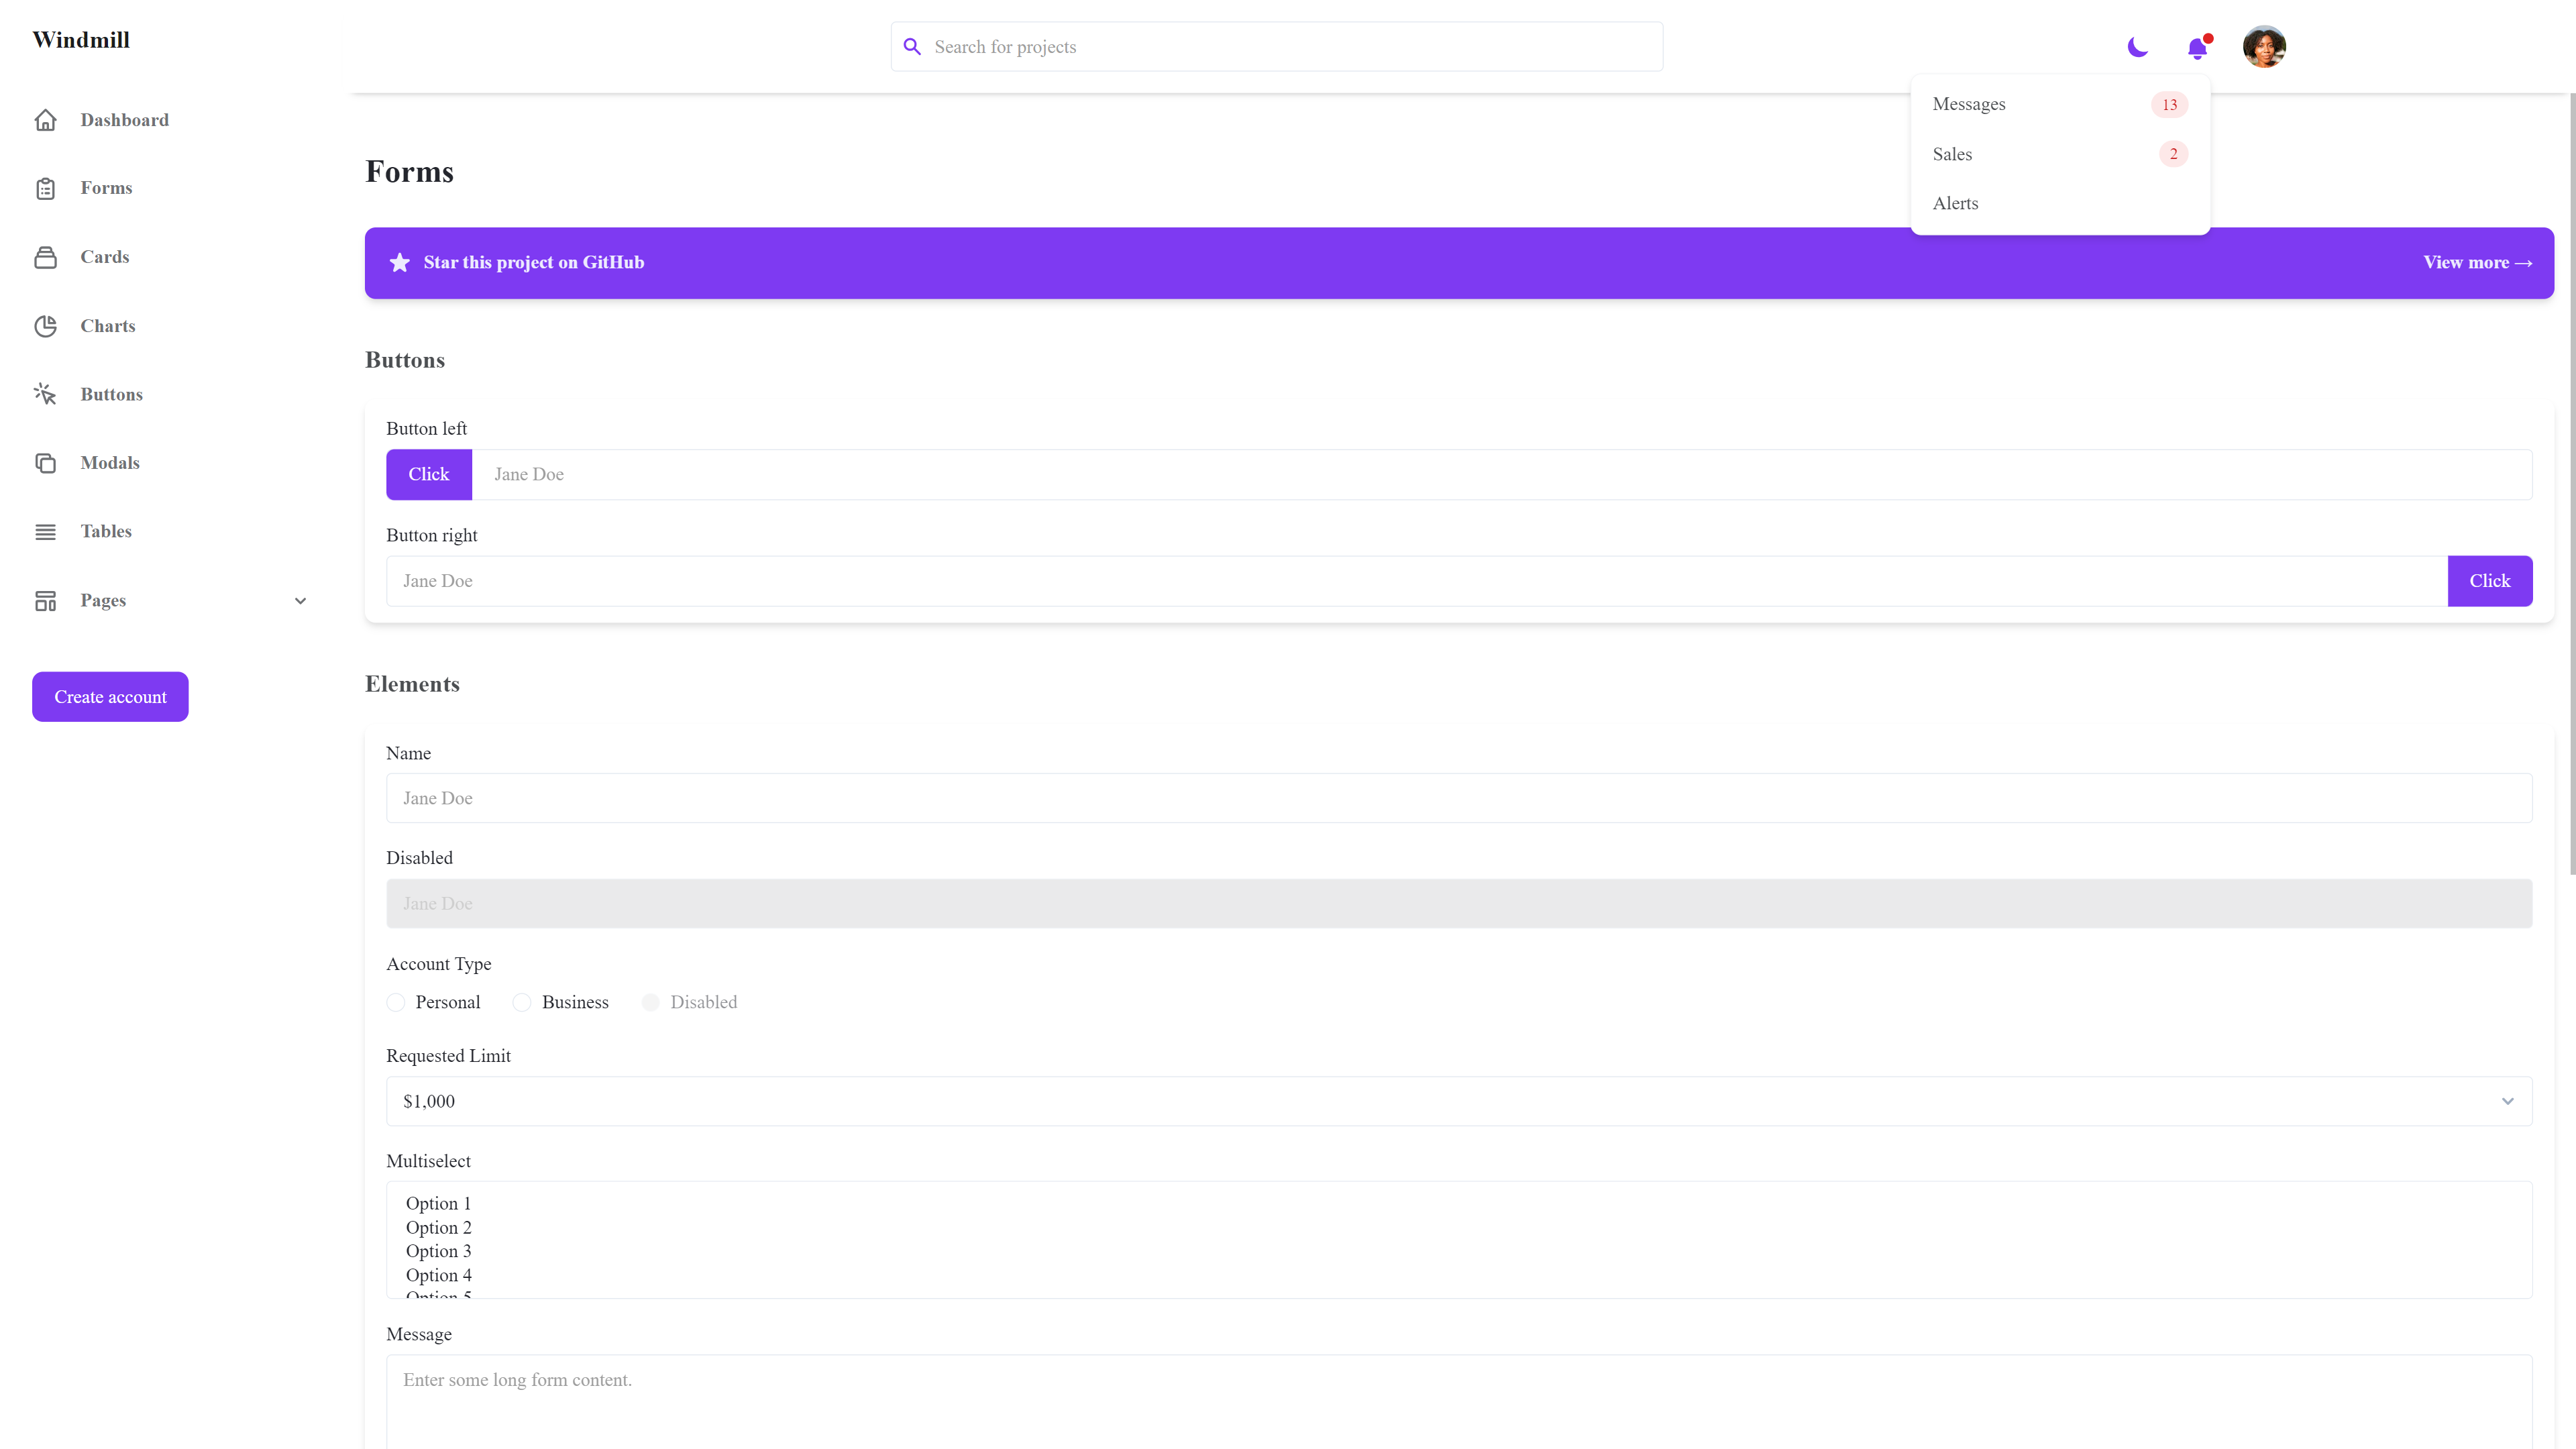 Windmill
Search for projects
Dashboard
Forms
Cards
Charts
Buttons
Modals
Tables
Pages
Create account
Messages 13
Sales 2
Alerts
Forms
Star this project on GitHub
View more →
Buttons
Button left
Click
Jane Doe
Button right
Jane Doe
Click
Elements
Name
Jane Doe
Disabled
Jane Doe
Account Type
Personal
Business
Disabled
Requested Limit
$1,000
Multiselect
Option 1
Option 2
Option 3
Option 4
Option 5
Message
Enter some long form content.